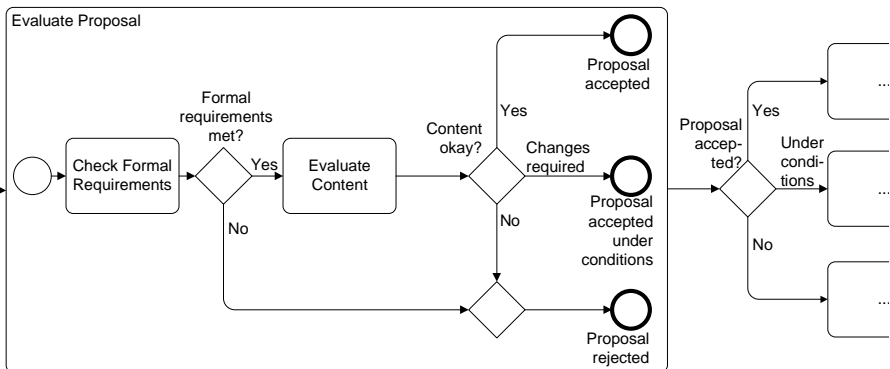 Evaluate Proposal
Proposal
accepted
Formal
requirements
met?
Yes
Content
okay?
Yes
Changes
required
Check Formal
Requirements
Evaluate
Content
No
No
Proposal
accepted
under
conditions
Proposal
rejected
Proposal
accep-
ted?
Yes
Under
condi-
tions
No
...
...
...